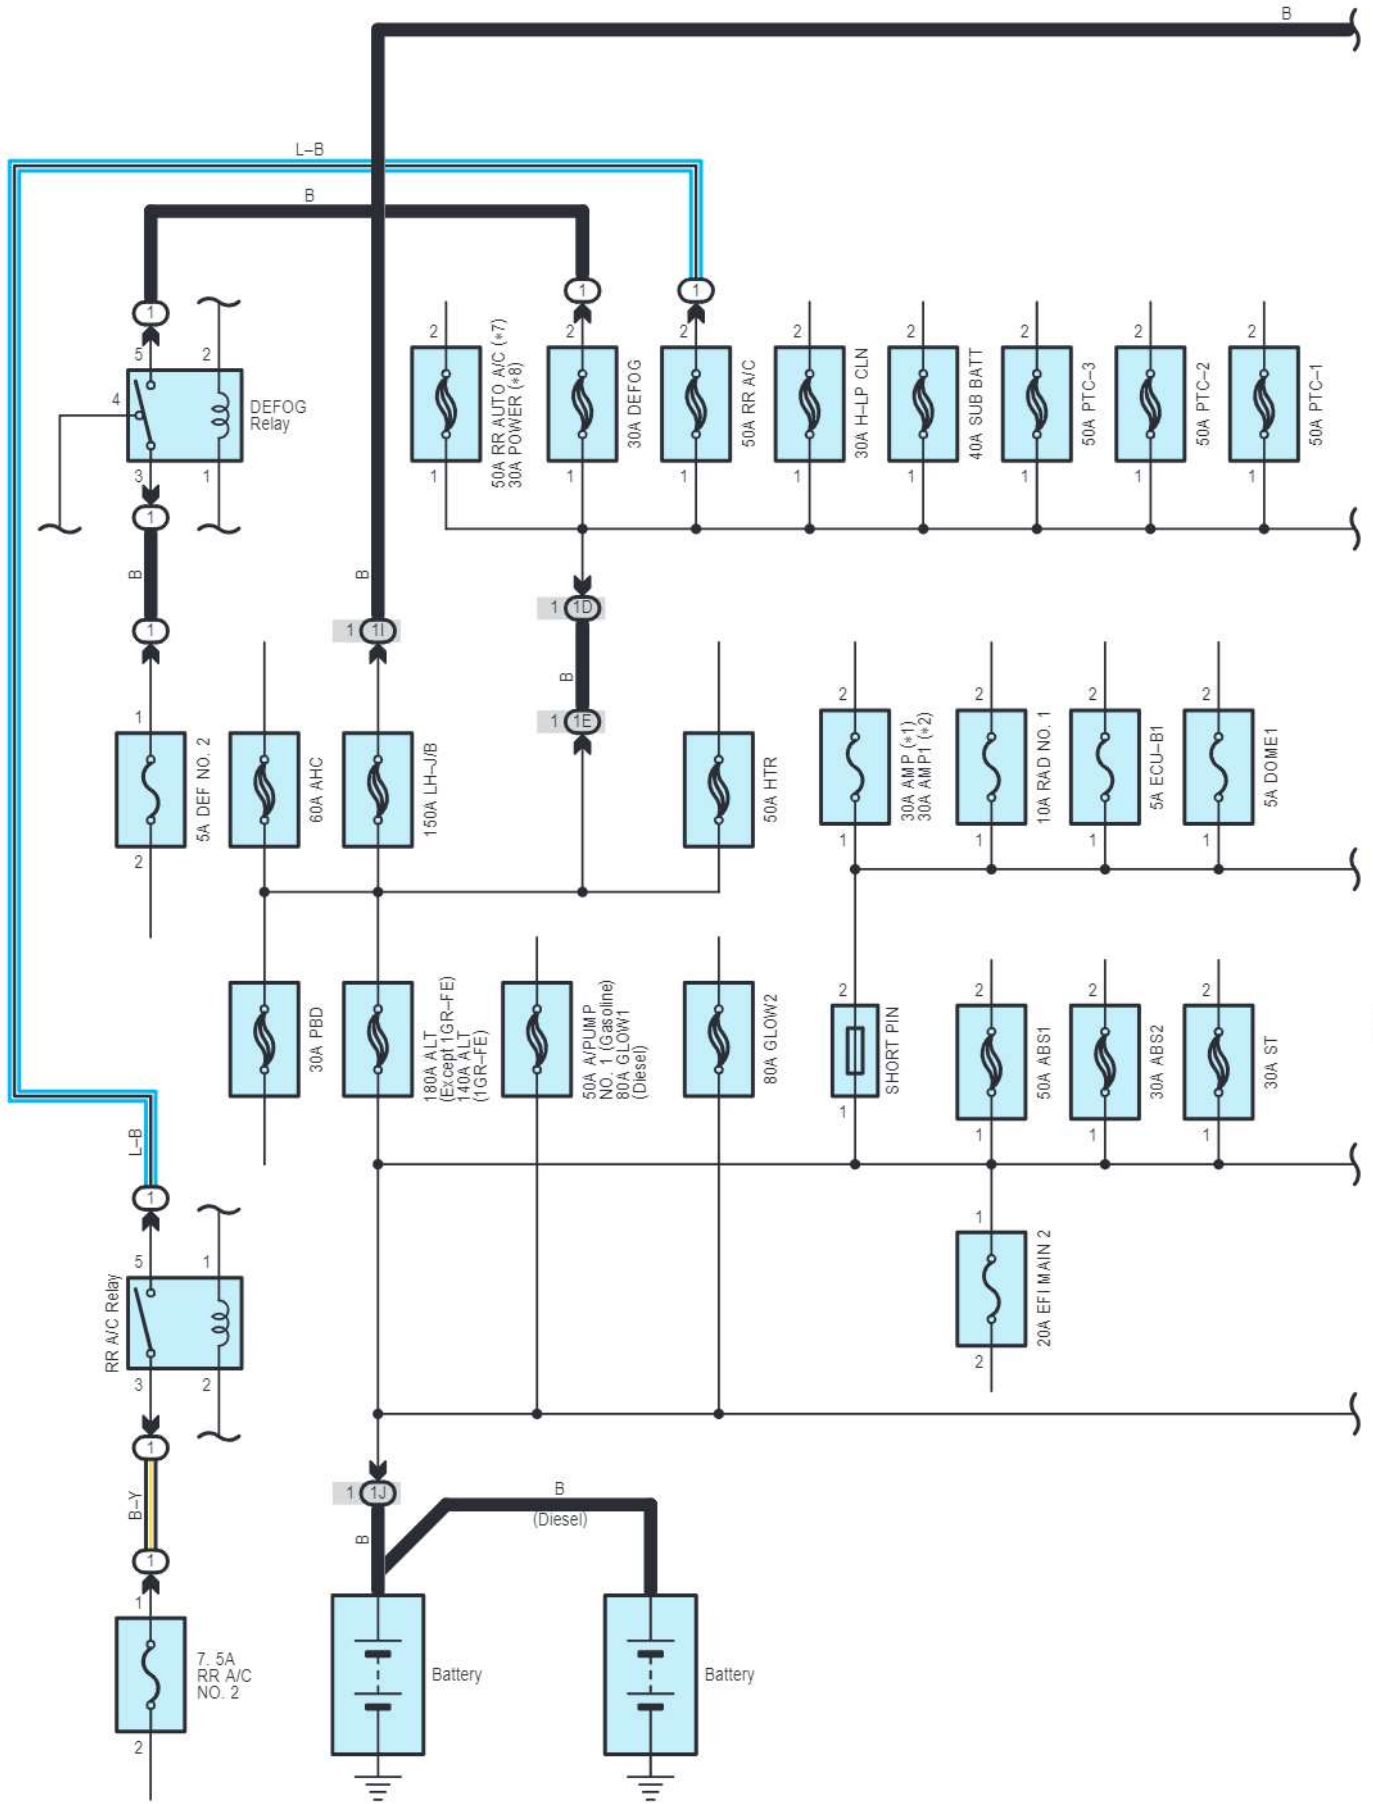 B
L–B
B
1
1
1
5
2
4
DEFOG
Relay
3
1
1
B
1
1
5A DEF NO. 2
2
2
50A RR AUTO A/C (*7)
30A POWER (*8)
1
2
30A DEFOG
1
2
50A RR A/C
1
2
30A H–LP CLN
1
2
40A SUB BATT
1
2
50A PTC–3
1
2
50A PTC–2
1
2
50A PTC–1
1
B
1 1I
1 1D
B
1 1E
60A AHC
150A LH–J/B
50A HTR
2
30A AMP (*1)
30A AMP1 (*2)
1
2
10A RAD NO. 1
1
2
5A ECU–B1
1
2
5A DOME1
1
30A PBD
180A ALT
(Except 1GR–FE)
140A ALT
(1GR–FE)
50A A/PUMP
NO. 1 (Gasoline)
80A GLOW1
(Diesel)
80A GLOW2
2
SHORT PIN
1
2
50A ABS1
1
2
30A ABS2
1
2
30A ST
1
1
20A EFI MAIN 2
2
L–B
1
5
1
RR A/C Relay
3
2
1
B–Y
1
1
7. 5A
RR A/C
NO. 2
2
1 1J
B
B
(Diesel)
Battery
Battery